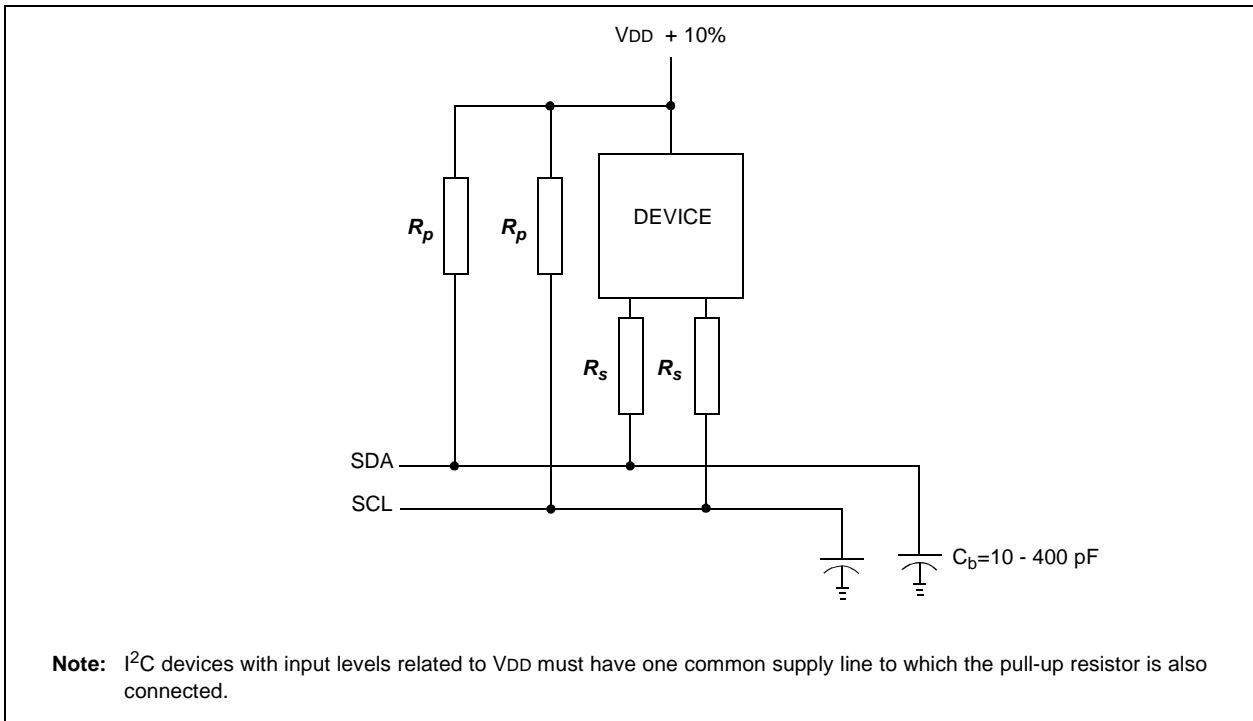 VDD + 10%
DEVICE
Rp Rp
Rs Rs
SDA
SCL
Cb=10 - 400 pF
Note: I2C devices with input levels related to VDD must have one common supply line to which the pull-up resistor is also
connected.